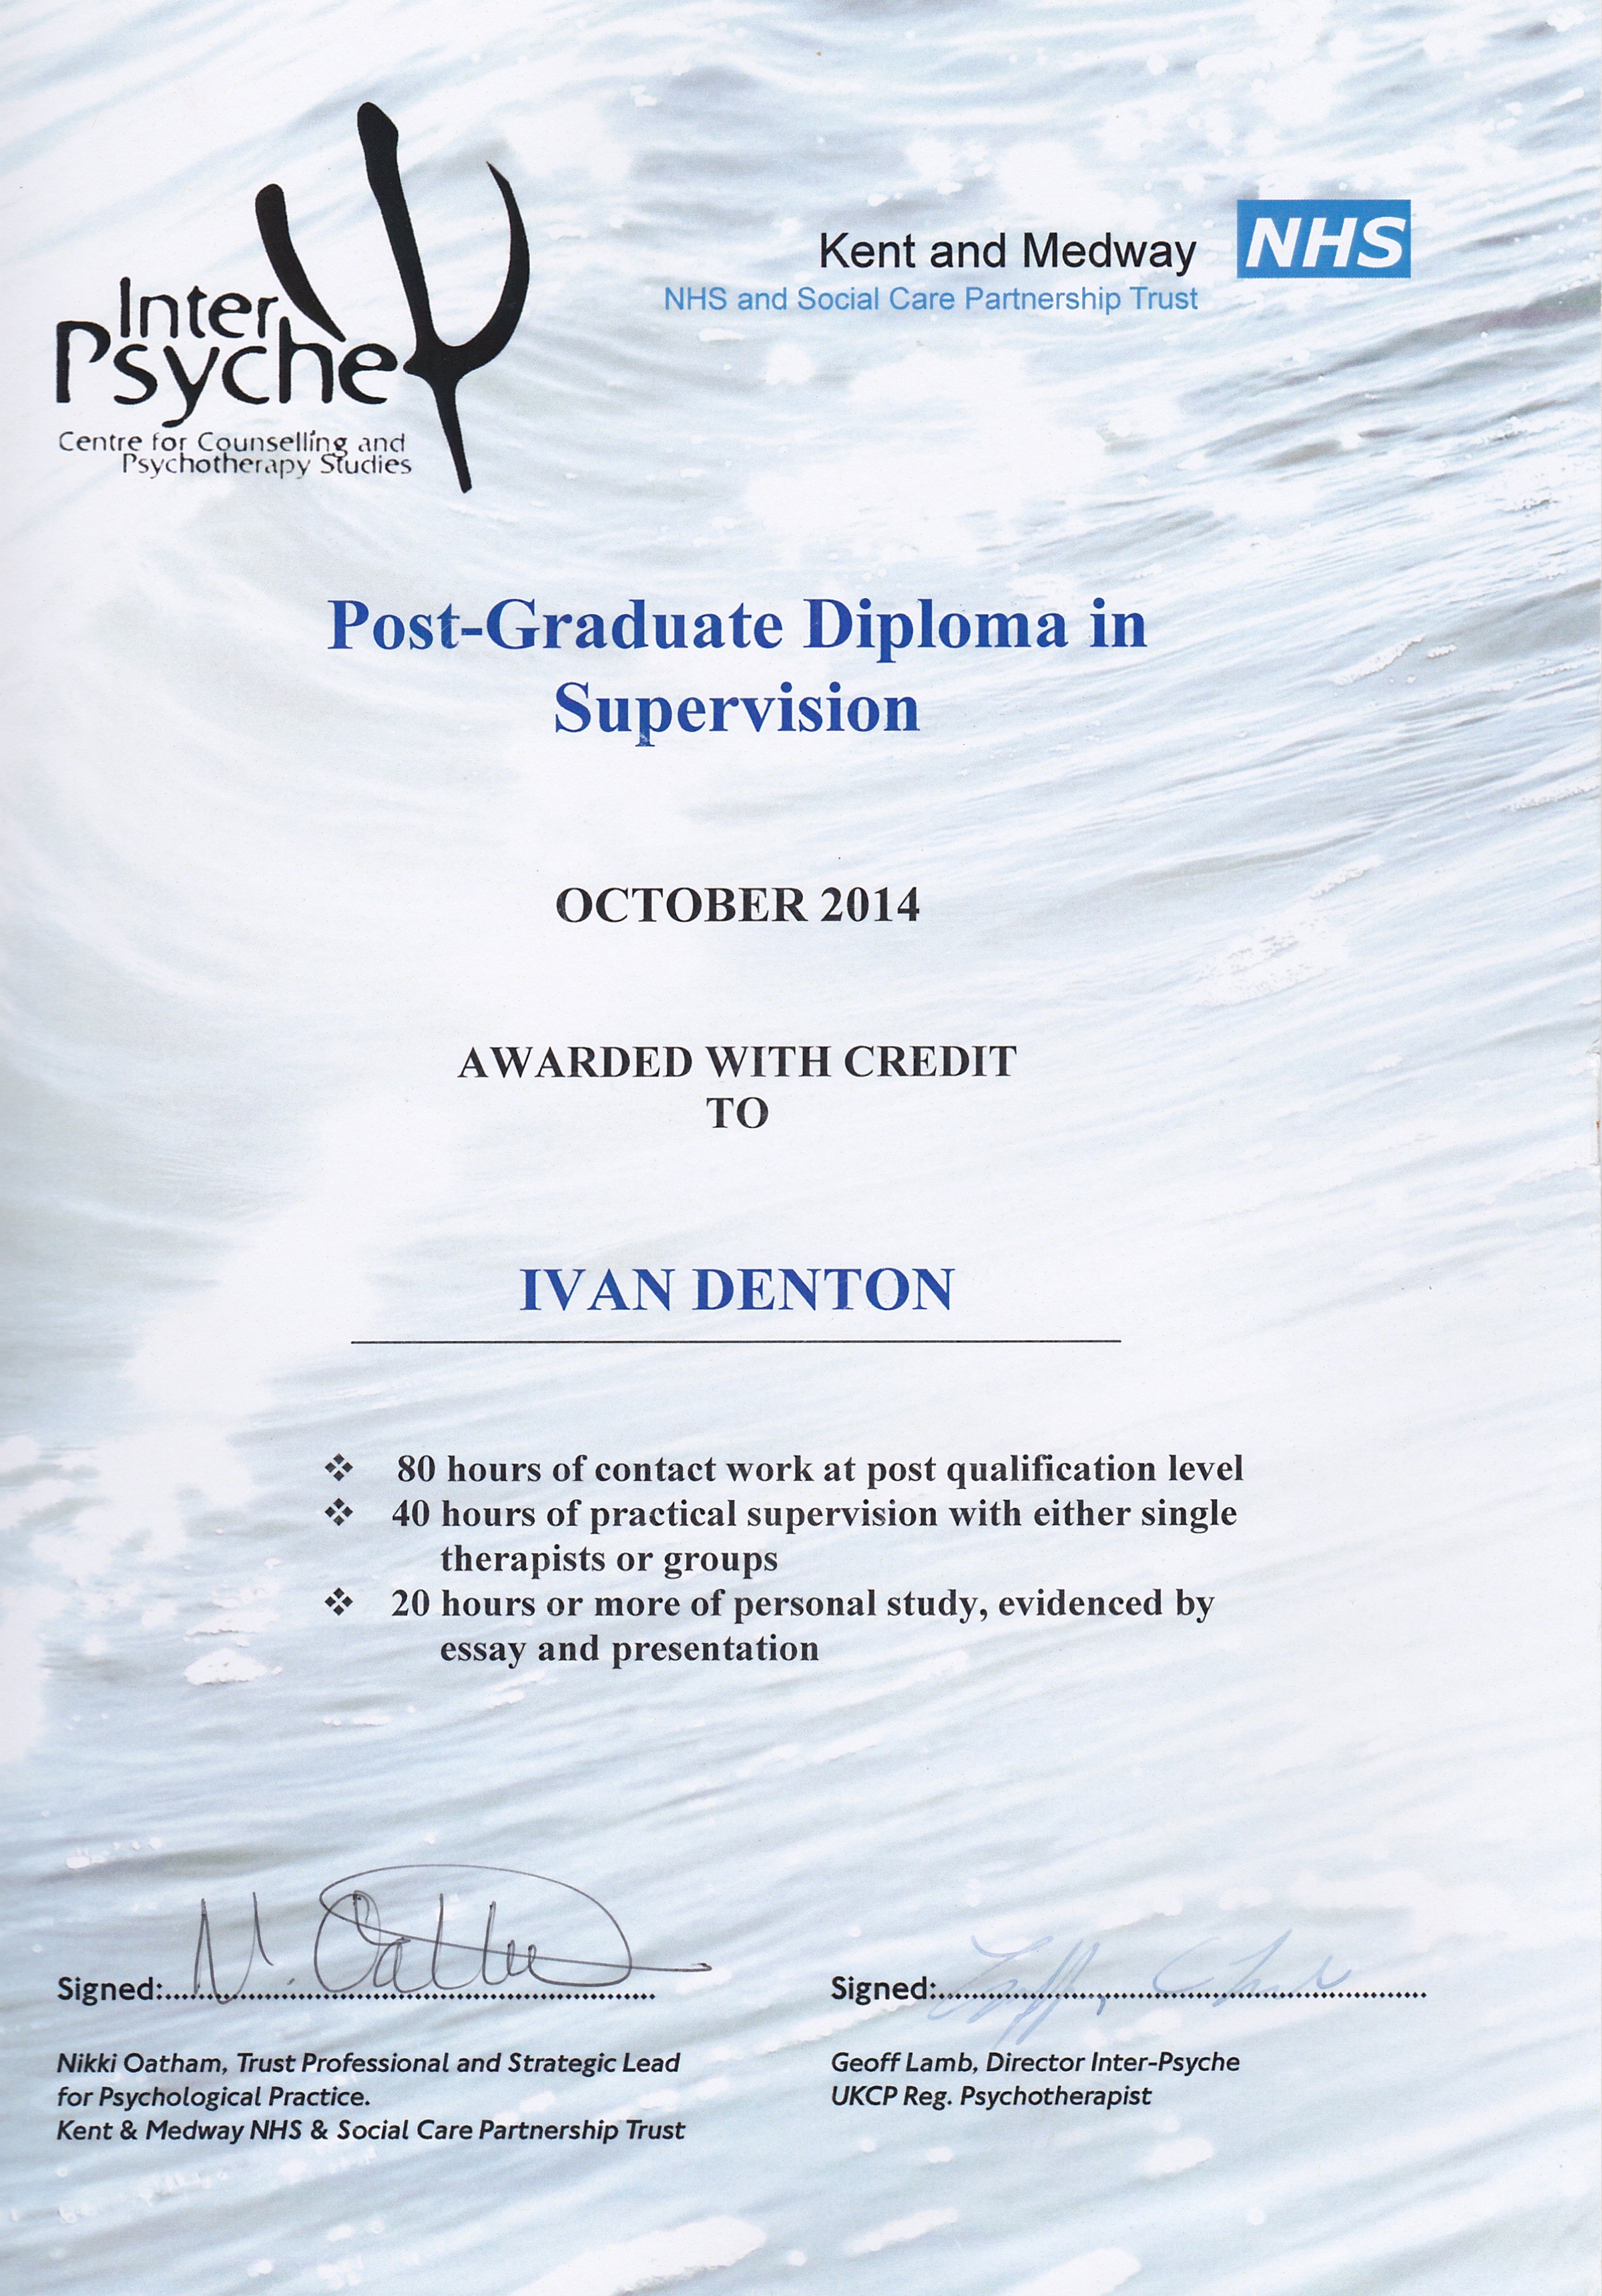 Inter
Psyche
Centre for Counselling and
Psychotherapy Studies
Kent and Medway
NHS
NHS and Social Care Partnership Trust
Post-Graduate Diploma in
Supervision
OCTOBER 2014
AWARDED WITH CREDIT
TO
IVAN DENTON
❖ 80 hours of contact work at post qualification level
❖ 40 hours of practical supervision with either single
therapists or groups
❖ 20 hours or more of personal study, evidenced by
essay and presentation
Signed: N. Oatham
Nikki Oatham, Trust Professional and Strategic Lead
for Psychological Practice.
Kent & Medway NHS & Social Care Partnership Trust
Signed: Geoff Lamb
Geoff Lamb, Director Inter-Psyche
UKCP Reg. Psychotherapist